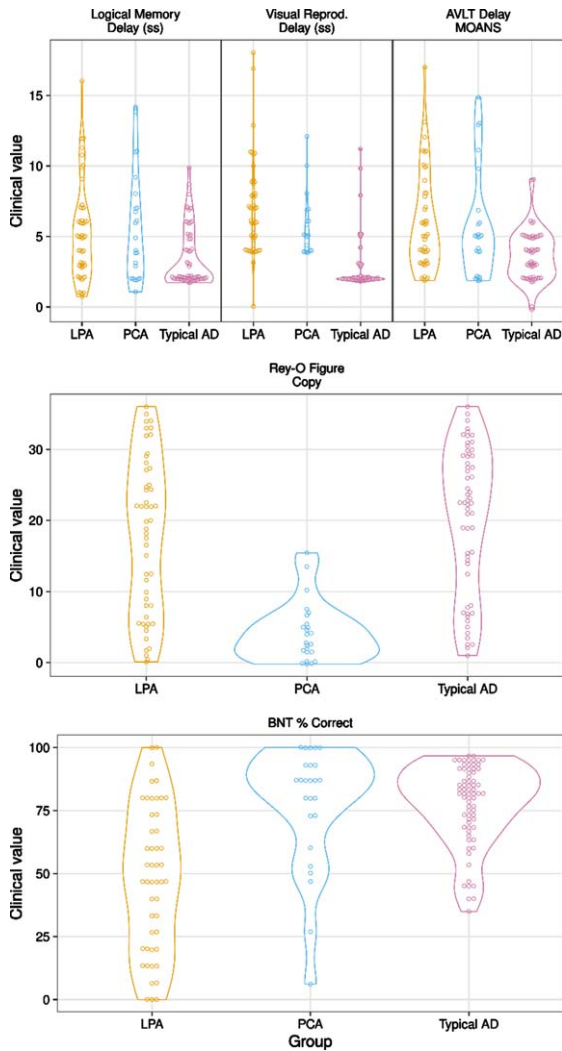 Logical Memory Visual Reprod. AVLT Delay
Delay (ss) Delay (ss) MOANS
15
10
5
0
Clinical value
LPA PCA Typical AD LPA PCA Typical AD LPA PCA Typical AD
Rey-O Figure
Copy
30
20
10
0
Clinical value
LPA PCA Typical AD
BNT % Correct
100
75
50
25
0
Clinical value
LPA PCA Typical AD
Group